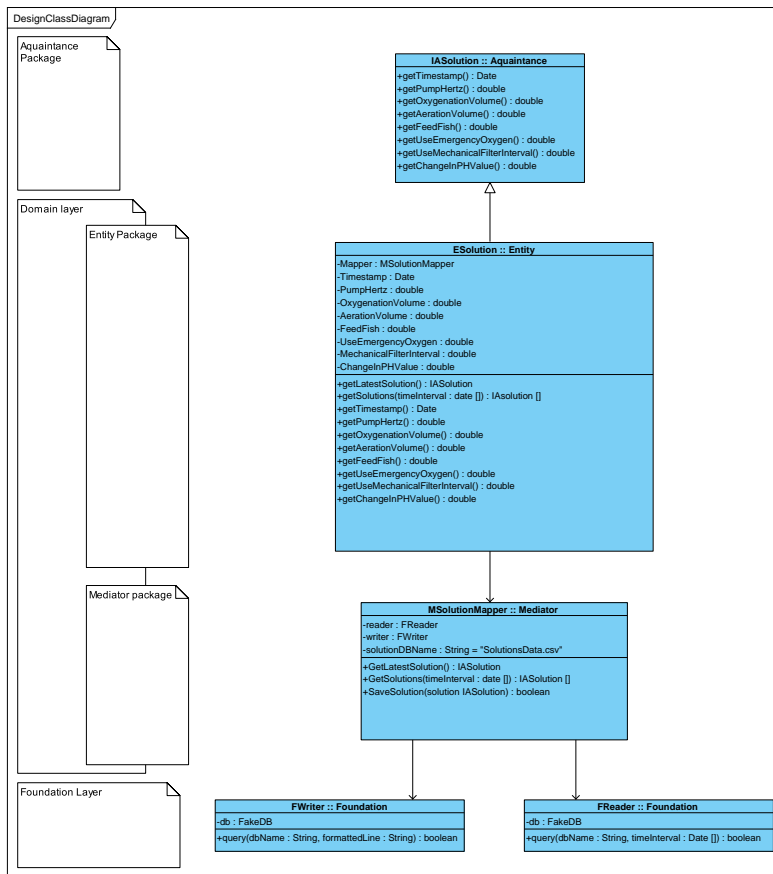 DesignClassDiagram
Aquaintance
Package
IASolution :: Aquaintance
+getTimestamp() : Date
+getPumpHertz() : double
+getOxygenationVolume() : double
+getAerationVolume() : double
+getFeedFish() : double
+getUseEmergencyOxygen() : double
+getUseMechanicalFilterInterval() : double
+getChangeInPHValue() : double
Domain layer
Entity Package
ESolution :: Entity
-Mapper : MSolutionMapper
-Timestamp : Date
-PumpHertz : double
-OxygenationVolume : double
-AerationVolume : double
-FeedFish : double
-UseEmergencyOxygen : double
-MechanicalFilterInterval : double
-ChangeInPHValue : double
+getLatestSolution() : IASolution
+getSolutions(timeInterval : date []) : IAsolution []
+getTimestamp() : Date
+getPumpHertz() : double
+getOxygenationVolume() : double
+getAerationVolume() : double
+getFeedFish() : double
+getUseEmergencyOxygen() : double
+getUseMechanicalFilterInterval() : double
+getChangeInPHValue() : double
Mediator package
MSolutionMapper :: Mediator
-reader : FReader
-writer : FWriter
-solutionDBName : String = "SolutionsData.csv"
+GetLatestSolution() : IASolution
+GetSolutions(timeInterval : date []) : IASolution []
+SaveSolution(solution IASolution) : boolean
Foundation Layer
FWriter :: Foundation
-db : FakeDB
+query(dbName : String, formattedLine : String) : boolean
FReader :: Foundation
-db : FakeDB
+query(dbName : String, timeInterval : Date []) : boolean